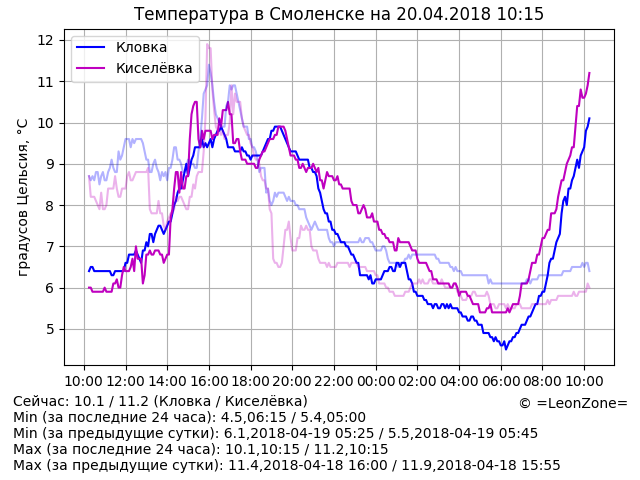 Температура в Смоленске на 20.04.2018 10:15
градусов Цельсия, °C
12
11
10
9
8
7
6
5
Кловка
Киселёвка
10:00 12:00 14:00 16:00 18:00 20:00 22:00 00:00 02:00 04:00 06:00 08:00 10:00
Сейчас: 10.1 / 11.2 (Кловка / Киселёвка)
© =LeonZone=
Min (за последние 24 часа): 4.5,06:15 / 5.4,05:00
Min (за предыдущие сутки): 6.1,2018-04-19 05:25 / 5.5,2018-04-19 05:45
Max (за последние 24 часа): 10.1,10:15 / 11.2,10:15
Max (за предыдущие сутки): 11.4,2018-04-18 16:00 / 11.9,2018-04-18 15:55